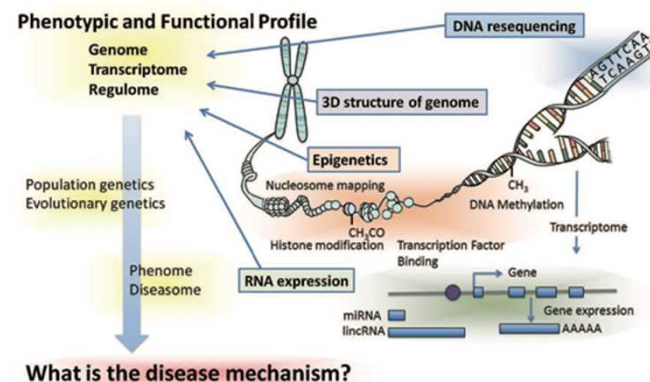 Phenotypic and Functional Profile
Genome
Transcriptome
Regulome
DNA resequencing
3D structure of genome
Epigenetics
AGTTCAA
TCAAGT
Population genetics
Evolutionary genetics
Nucleosome mapping
CH₃CO
Histone modification
Transcription Factor
Binding
CH₃
DNA Methylation
Transcriptome
Phenome
Diseasome
RNA expression
Gene
Gene expression
miRNA
lincRNA
AAAAA
What is the disease mechanism?